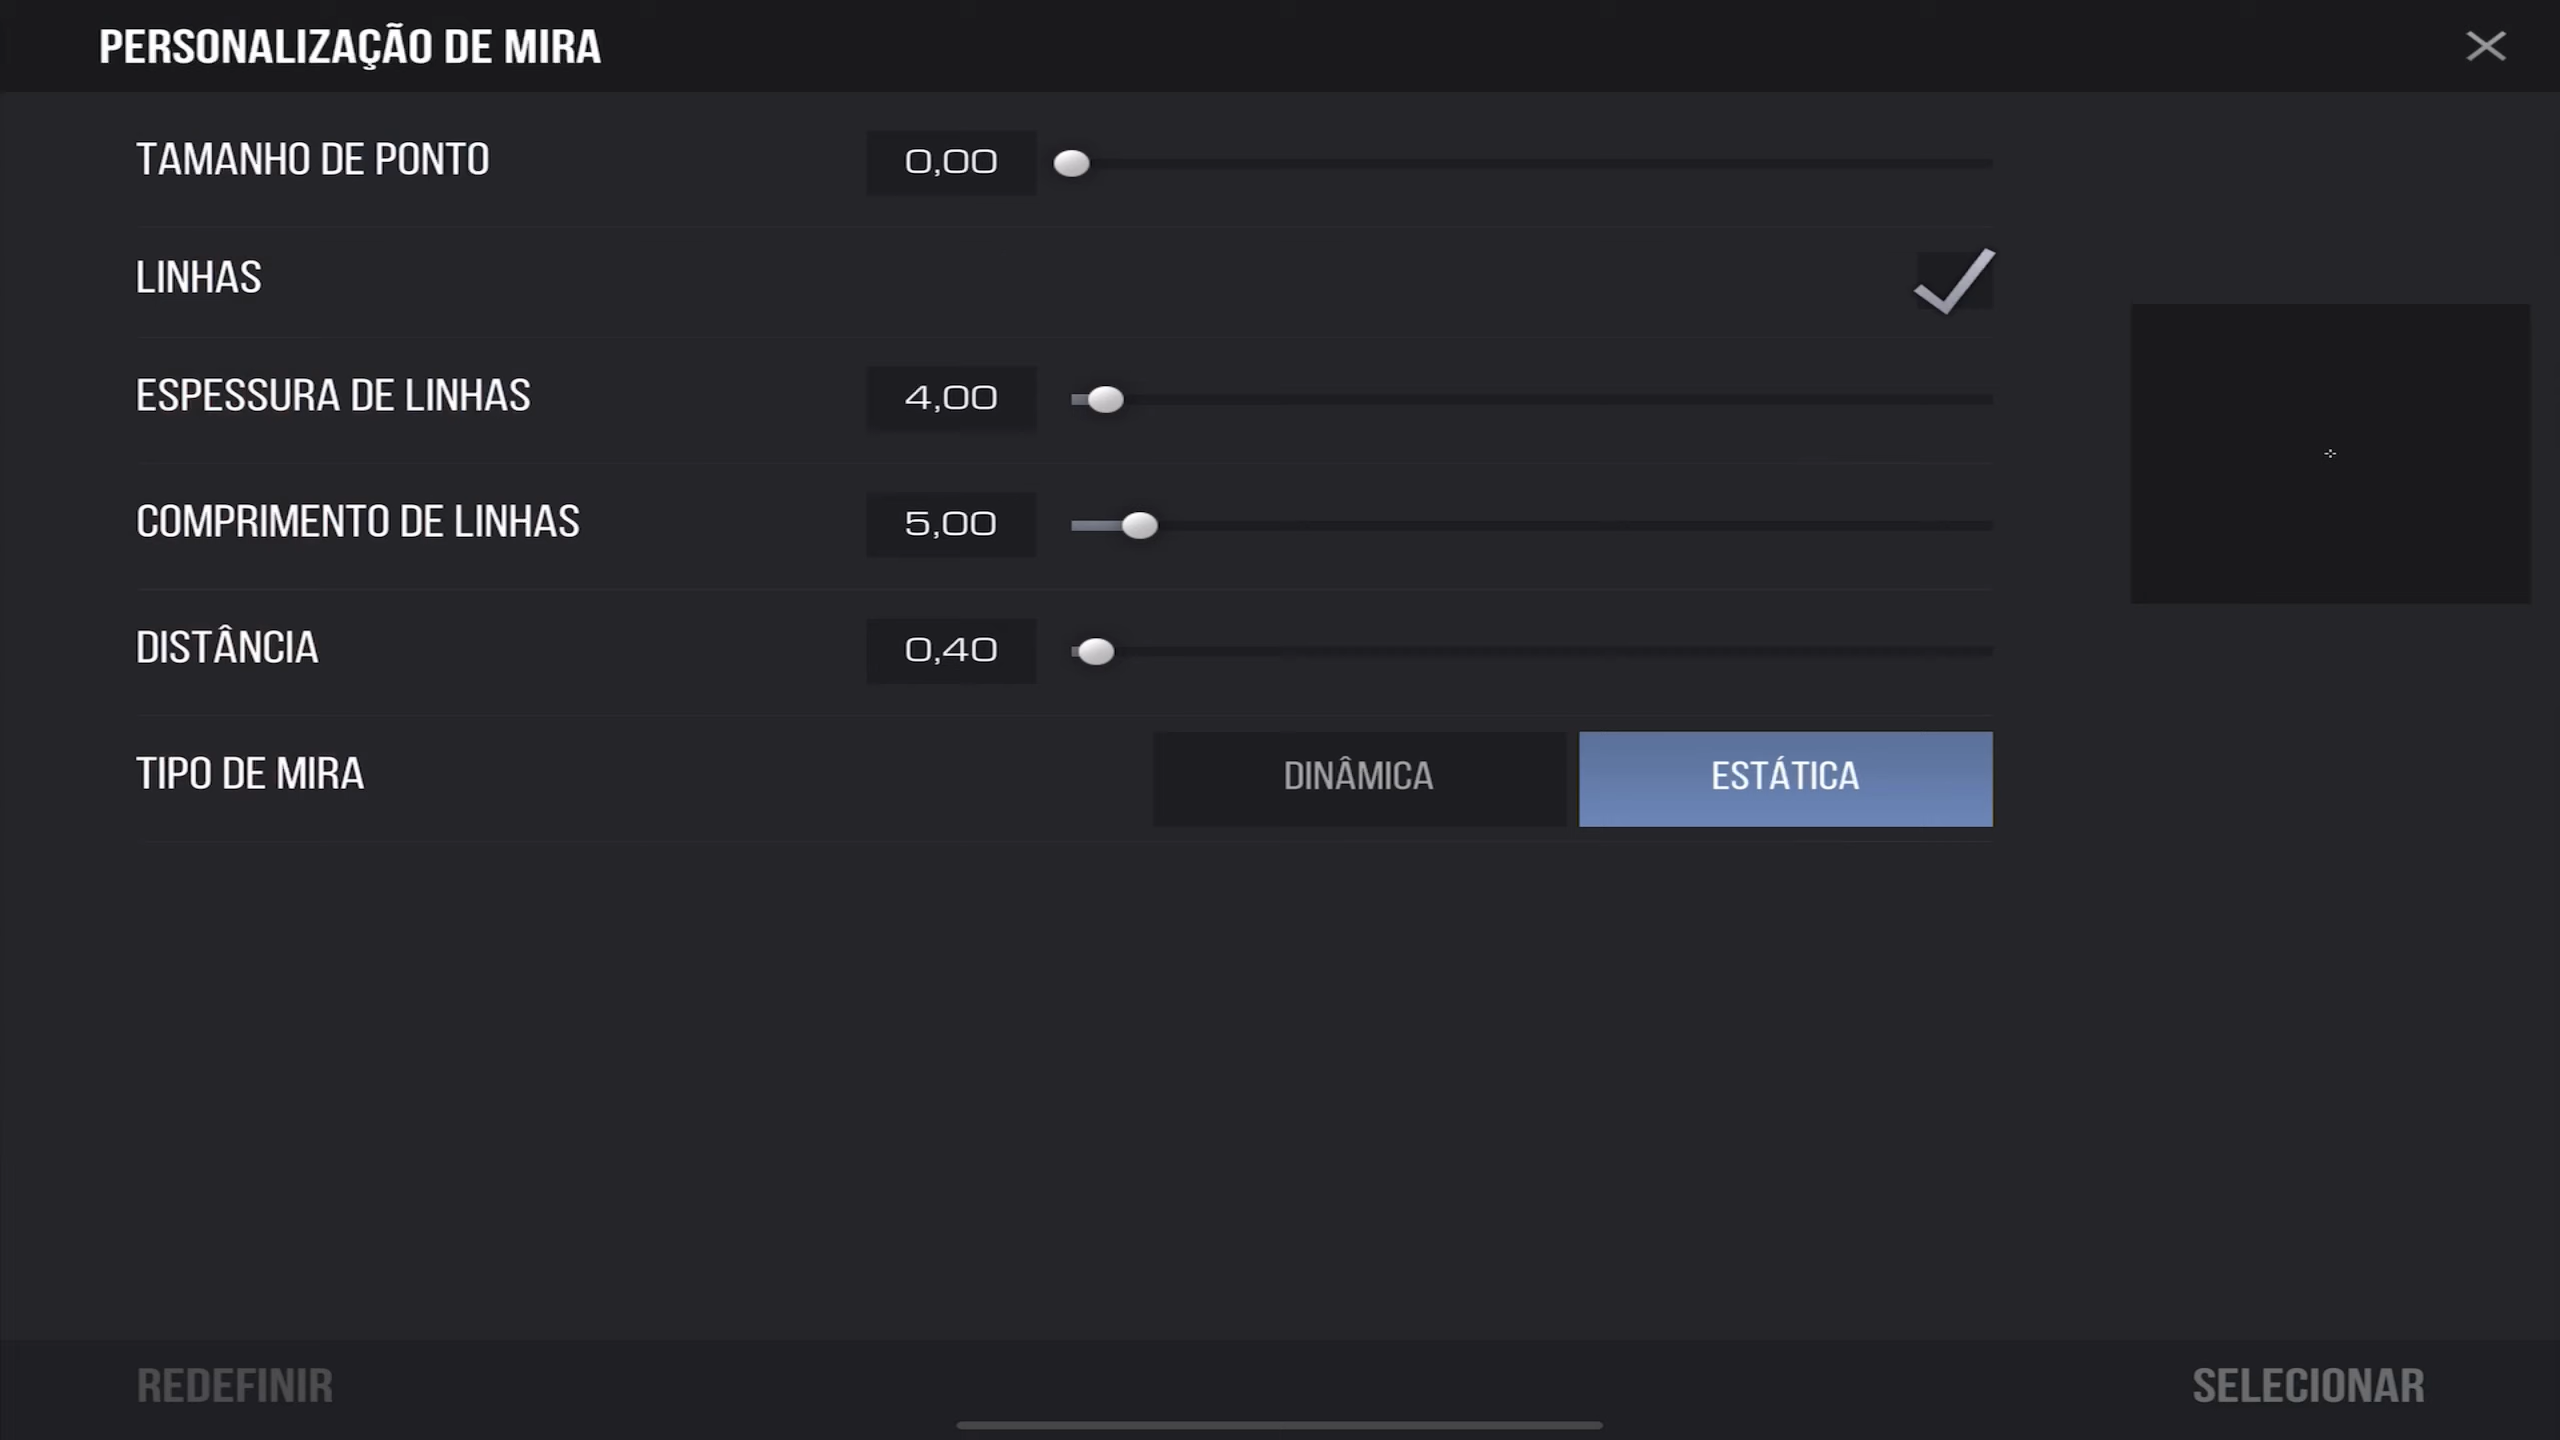 PERSONALIZAÇÃO DE MIRA
TAMANHO DE PONTO 0,00
LINHAS
ESPESSURA DE LINHAS 4,00
COMPRIMENTO DE LINHAS 5,00
DISTÂNCIA 0,40
TIPO DE MIRA DINÂMICA ESTÁTICA
REDEFINIR SELECIONAR